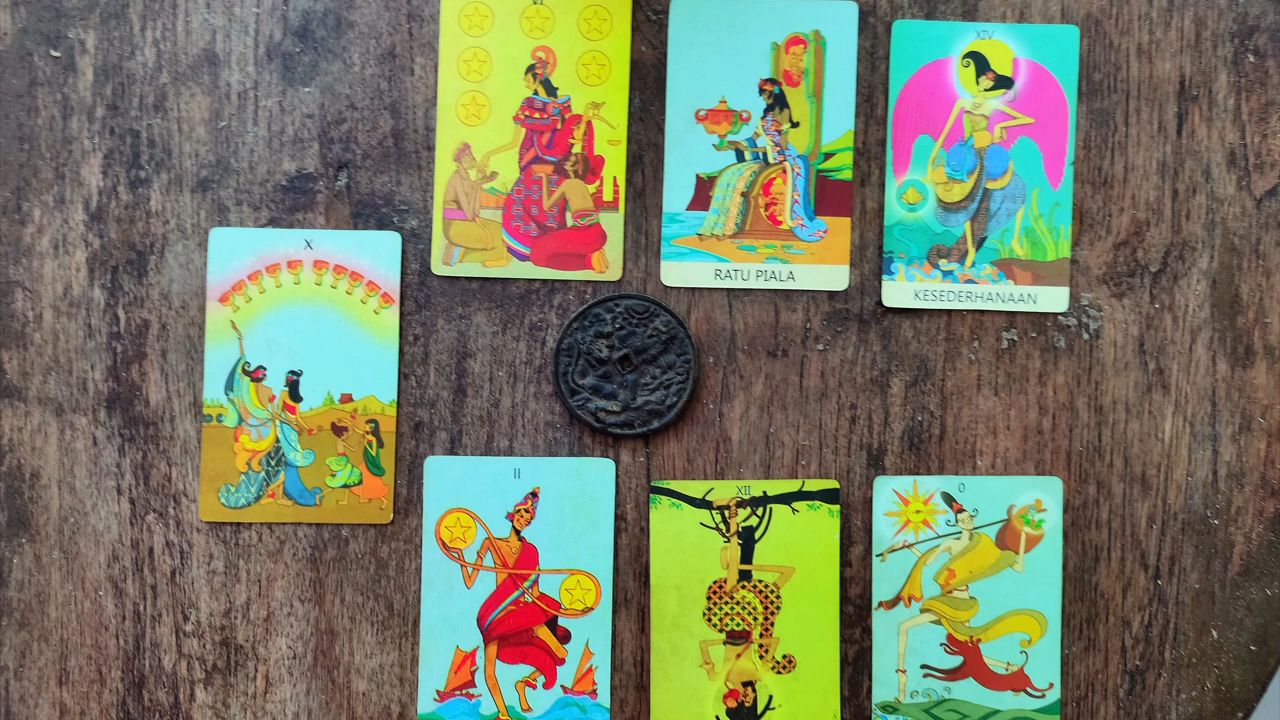 XIV
RATU PIALA
KESEDERHANAAN
X
II
XII
0